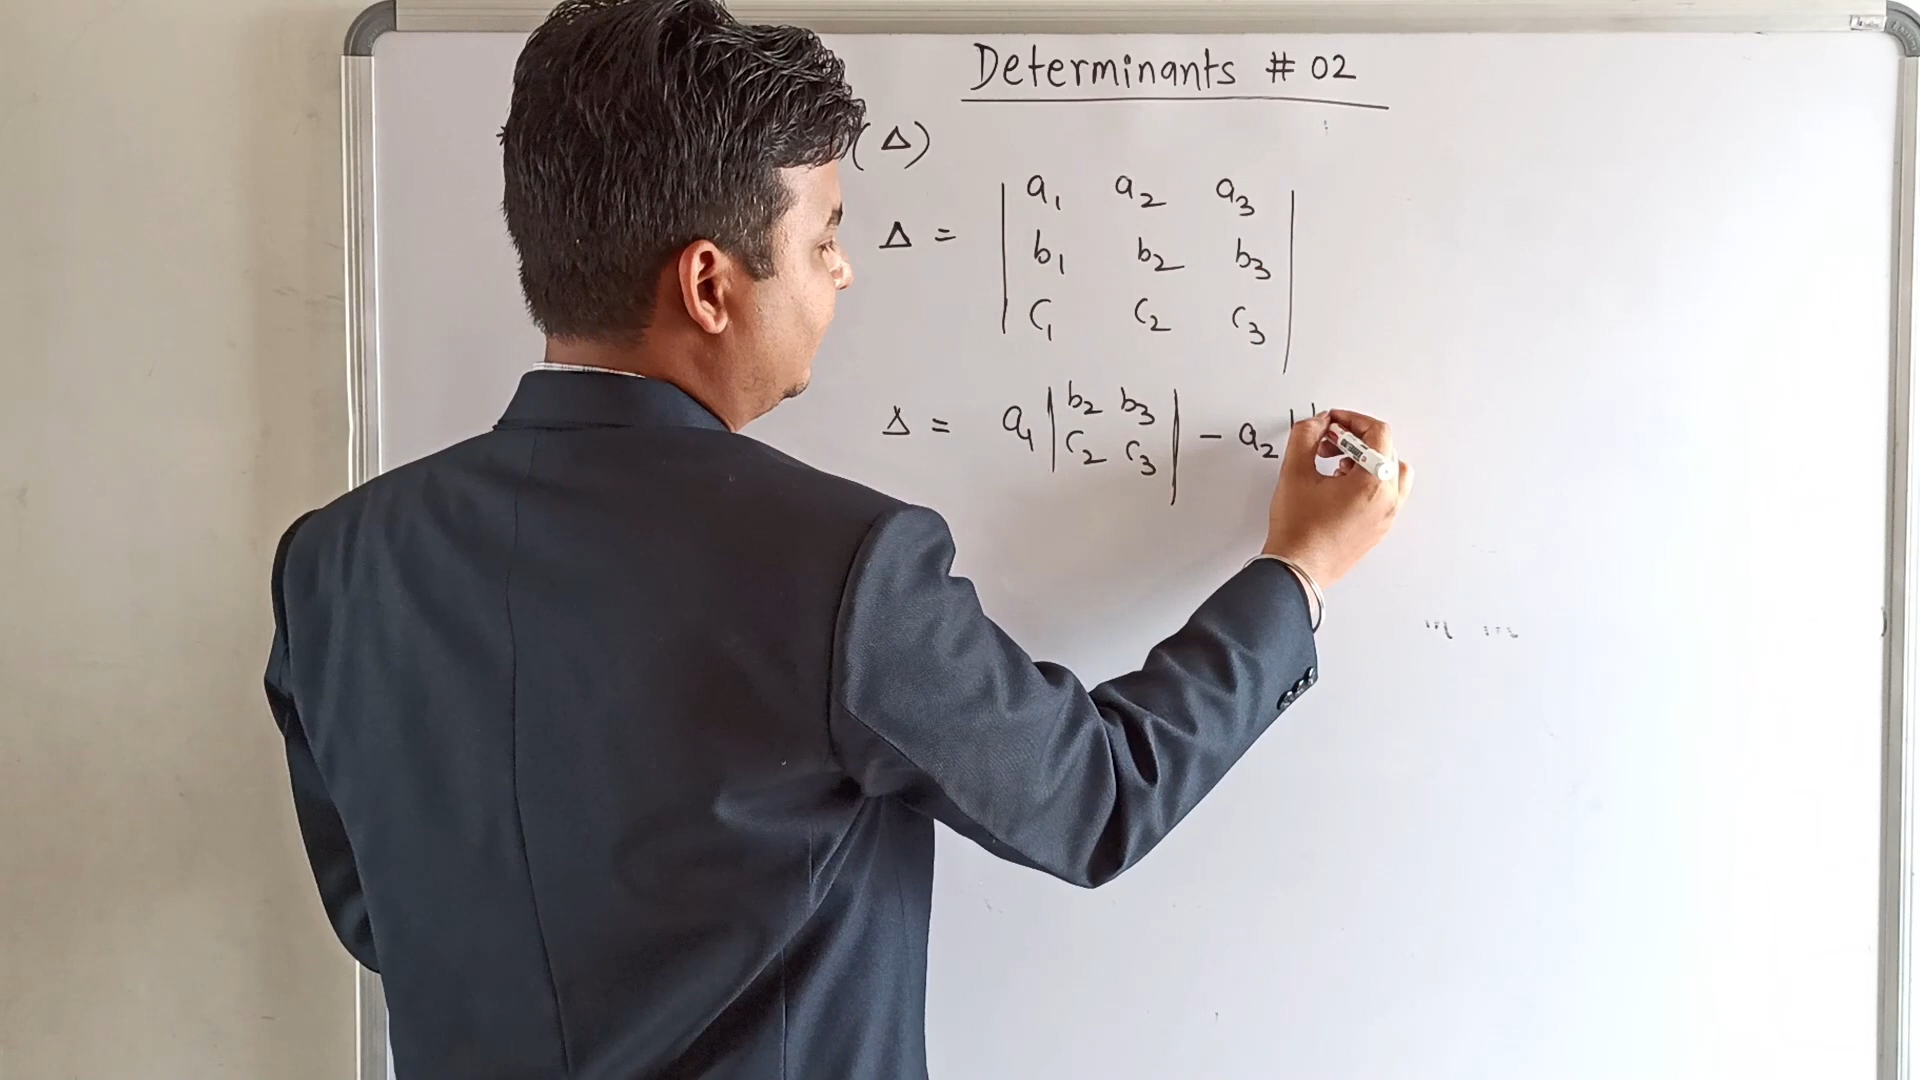 Determinants # 02
(Δ)
a₁ a₂ a₃
Δ = | b₁ b₂ b₃ |
c₁ c₂ c₃
Δ = a₁ | b₂ b₃ | - a₂ |
c₂ c₃